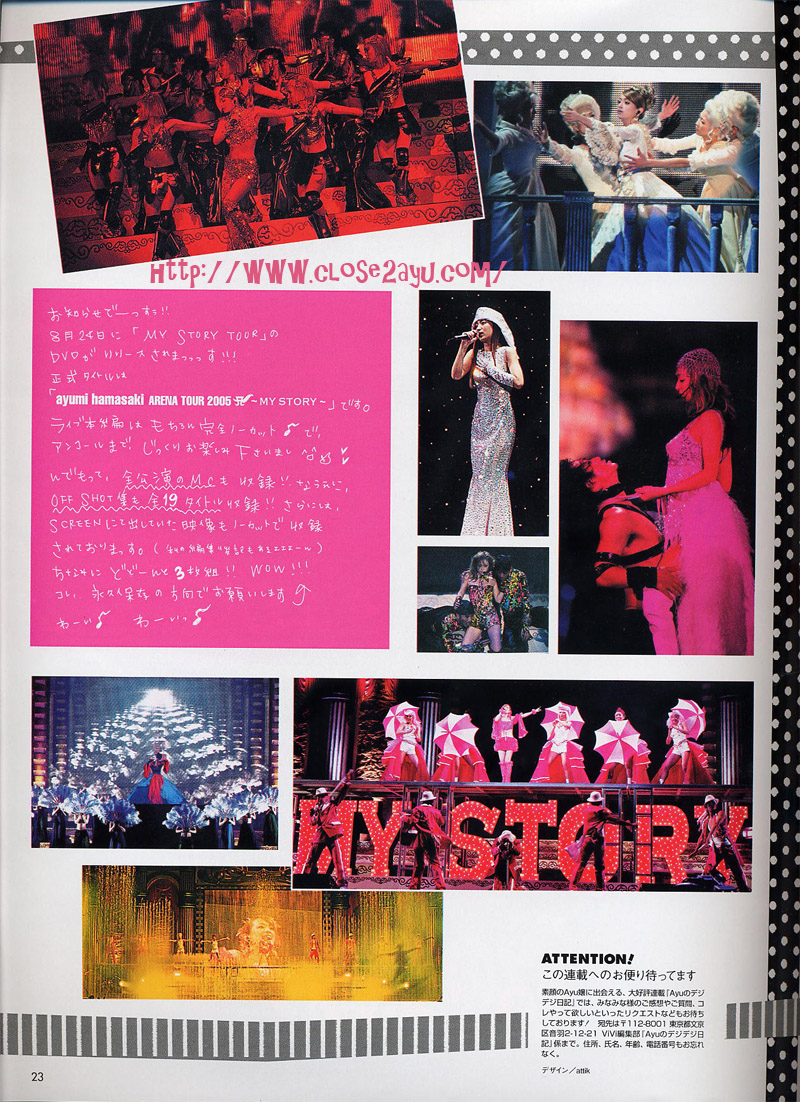 Http://WWW.close2ayu.com/
お知らせでーっすぅ!!
8月24日に「MY STORY TOUR」の
DVDがリリースされまっっっす!!!
正式タイトルは
「ayumi hamasaki ARENA TOUR 2005 A ~MY STORY~」です。
ライブ本編はもちろん完全ノーカット♪で、
アンコールまで、じっくりお楽しみ下さいまし
んでもって、全公演のMCも収録!! なうえに、
OFF SHOT集も全19タイトル収録!! さらには、
SCREENにて出していた映像もノーカットで収録
されておりまっす。(
ちなみにどどーんと3枚組!! WOW!!!
コレ、永久保存の方向でお願いします
わーい♪ わーいっ♪
MY STORY
ATTENTION!
この連載へのお便り待ってます
素顔のAyu嬢に出会える、大好評連載『Ayuのデジ
デジ日記』では、みなみな様のご感想やご質問、コ
レやって欲しいといったリクエストなどもお待ち
しております! 宛先は〒112-8001 東京都文京
区音羽2-12-21 ViVi編集部『Ayuのデジデジ日
記』係まで。住所、氏名、年齢、電話番号もお忘れ
なく。
デザイン/attik
23